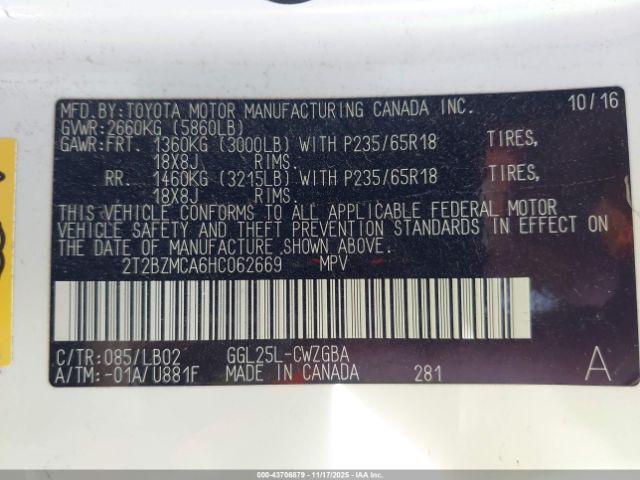 MFD.BY:TOYOTA MOTOR MANUFACTURING CANADA INC. 10/16
GVWR:2660KG (5860LB)
GAWR:FRT. 1360KG (3000LB) WITH P235/65R18 TIRES,
18X8J RIMS.
RR. 1460KG (3215LB) WITH P235/65R18 TIRES,
18X8J RIMS.
THIS VEHICLE CONFORMS TO ALL APPLICABLE FEDERAL MOTOR
VEHICLE SAFETY AND THEFT PREVENTION STANDARDS IN EFFECT ON
THE DATE OF MANUFACTURE SHOWN ABOVE.
2T2BZMCA6HC062669 MPV
C/TR:085/LB02 GGL25L-CWZGBA
A/TM:-01A/U881F MADE IN CANADA 281 A
000-43706879 - 11/17/2025 - IAAI.com